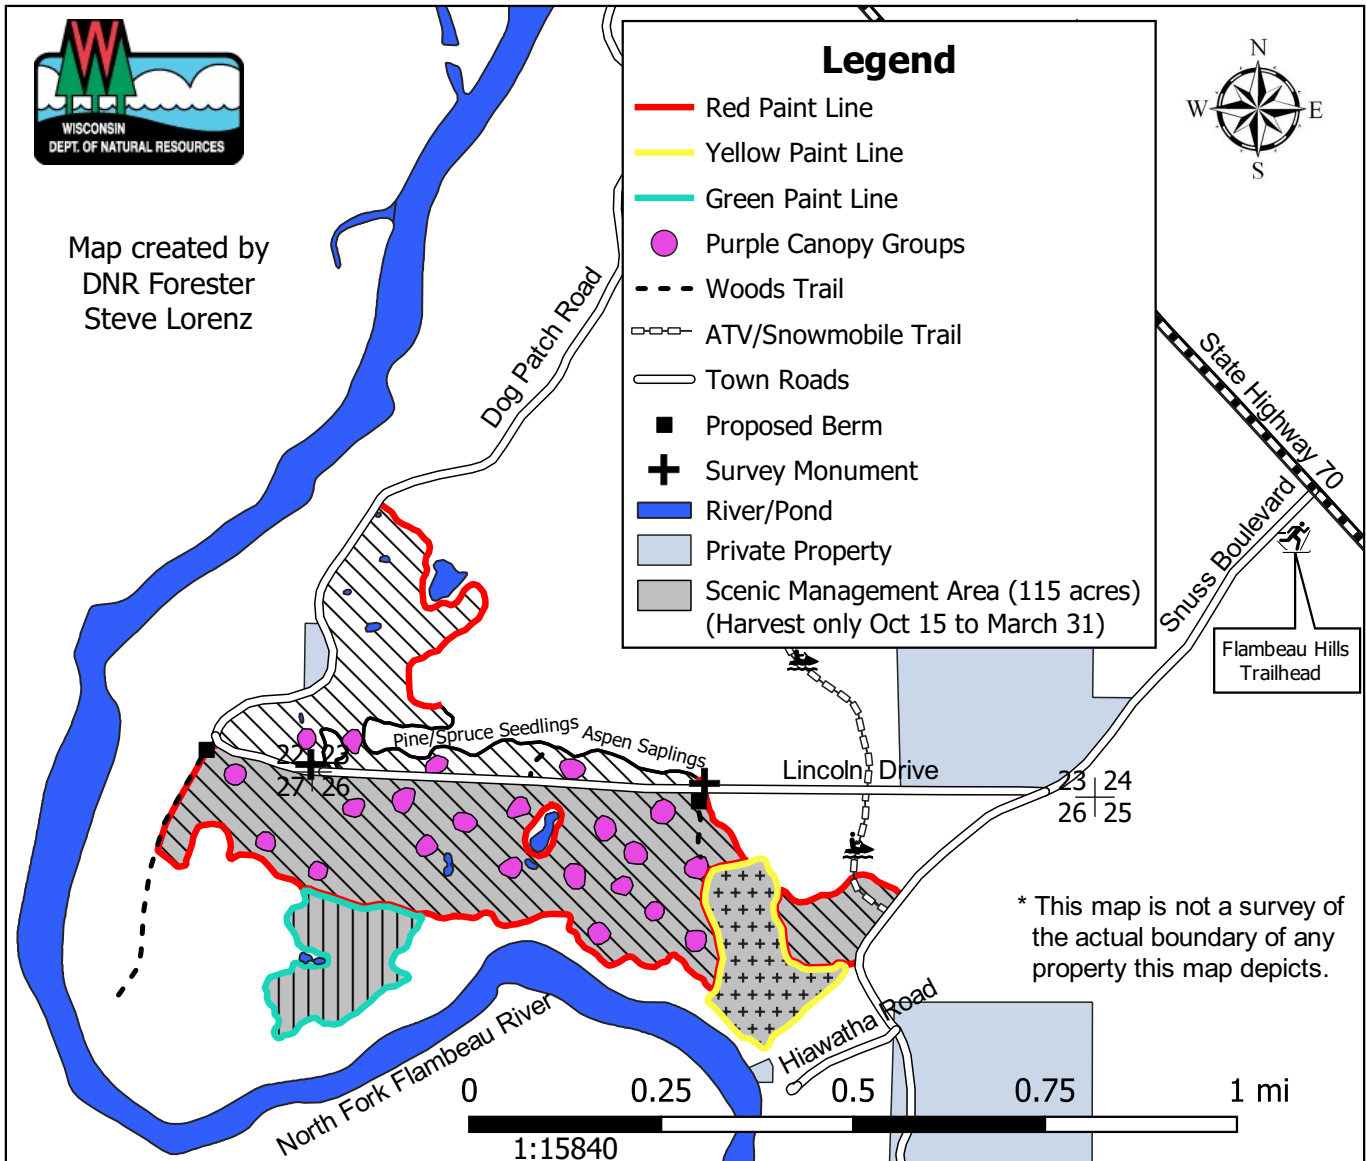 WISCONSIN
DEPT. OF NATURAL RESOURCES
Map created by
DNR Forester
Steve Lorenz
Legend
Red Paint Line
Yellow Paint Line
Green Paint Line
Purple Canopy Groups
Woods Trail
ATV/Snowmobile Trail
Town Roads
Proposed Berm
Survey Monument
River/Pond
Private Property
Scenic Management Area (115 acres)
(Harvest only Oct 15 to March 31)
N
W
E
S
Dog Patch Road
State Highway 70
Snuss Boulevard
Flambeau Hills
Trailhead
Pine/Spruce Seedlings
Aspen Saplings
Lincoln Drive
22 23
27 26
23 24
26 25
* This map is not a survey of
the actual boundary of any
property this map depicts.
Hiawatha Road
North Fork Flambeau River
0 0.25 0.5 0.75 1 mi
1:15840